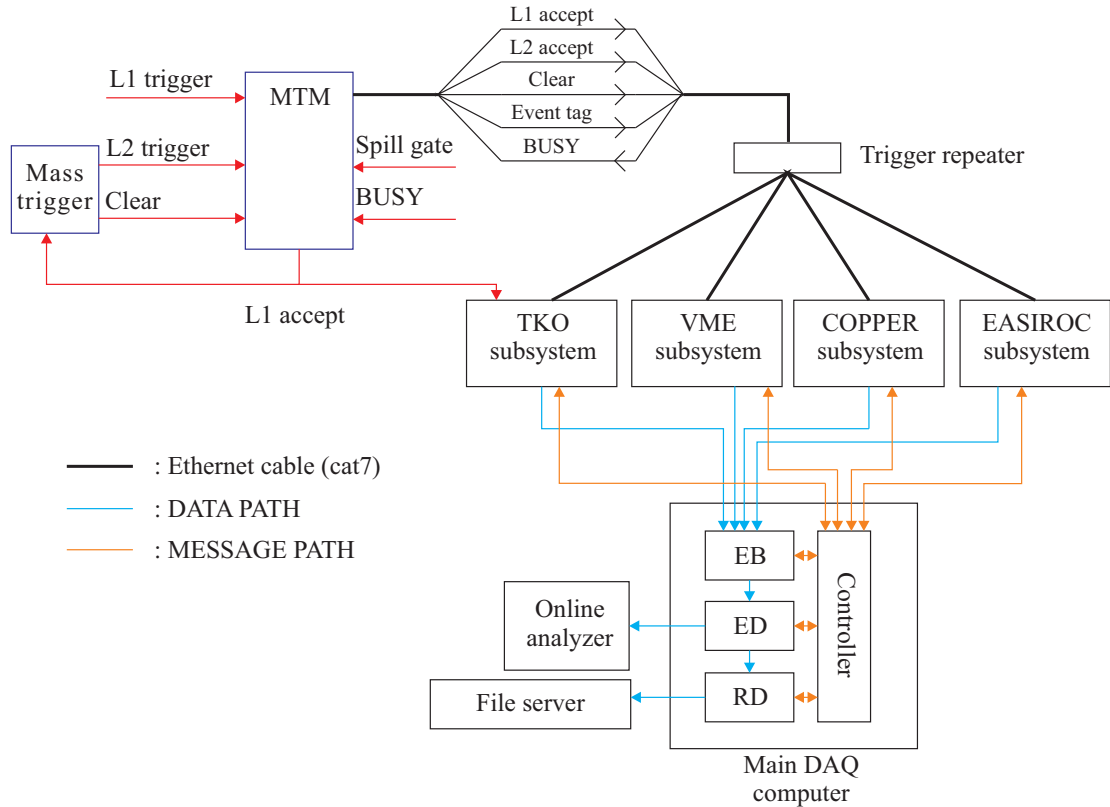 L1 accept
L2 accept
Clear
Event tag
BUSY
L1 trigger
MTM
L2 trigger
Mass
trigger
Clear
Spill gate
BUSY
Trigger repeater
L1 accept
TKO
subsystem
VME
subsystem
COPPER
subsystem
EASIROC
subsystem
: Ethernet cable (cat7)
: DATA PATH
: MESSAGE PATH
EB
ED
RD
Controller
Online
analyzer
File server
Main DAQ
computer